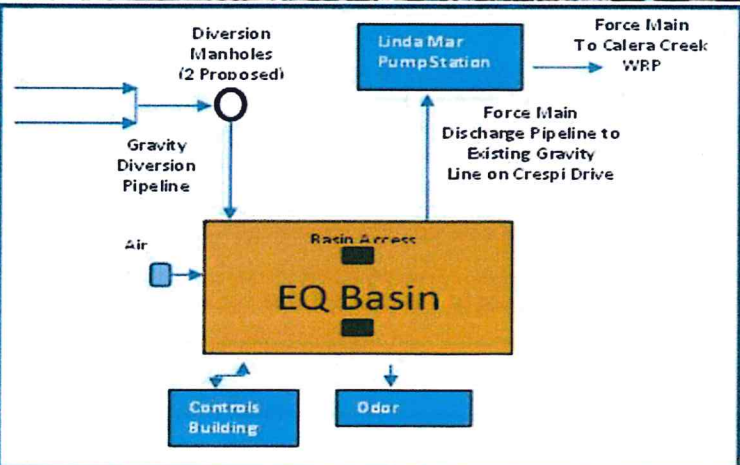 Diversion
Manholes
(2 Proposed)
Linda Mar
Pump Station
Force Main
To Calera Creek
WRP
Gravity
Diversion
Pipeline
Force Main
Discharge Pipeline to
Existing Gravity
Line on Crespi Drive
Air
Basin Access
EQ Basin
Controls
Building
Odor